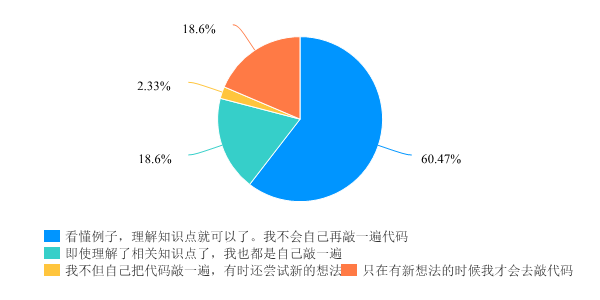 18.6%
2.33%
18.6%
60.47%
看懂例子，理解知识点就可以了。我不会自己再敲一遍代码
即使理解了相关知识点了，我也都是自己敲一遍
我不但自己把代码敲一遍，有时还尝试新的想法 只在有新想法的时候我才会去敲代码